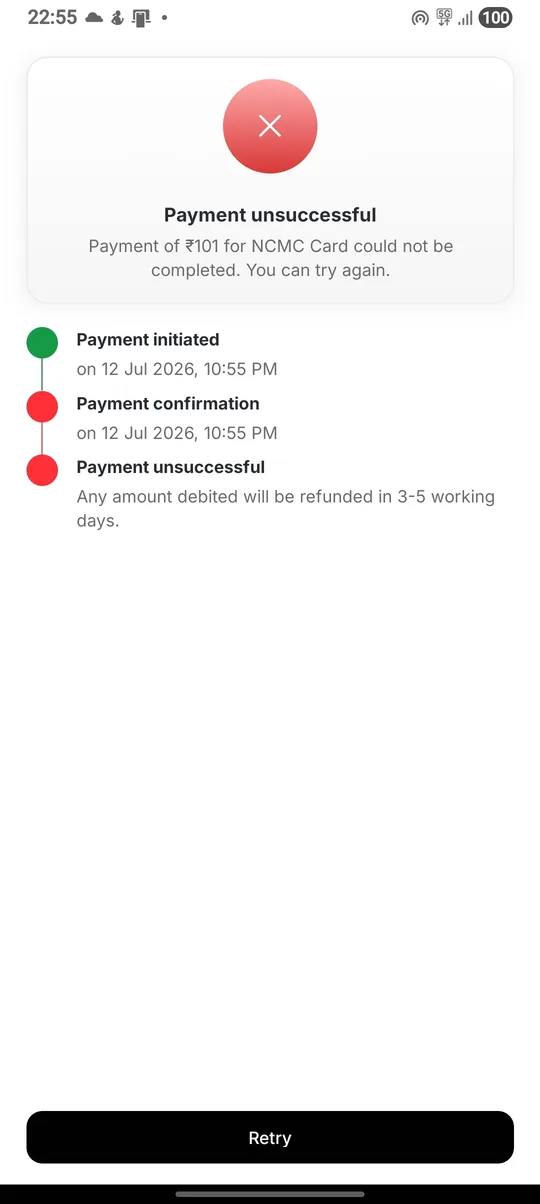 22:55
5G
100
Payment unsuccessful
Payment of ₹101 for NCMC Card could not be
completed. You can try again.
Payment initiated
on 12 Jul 2026, 10:55 PM
Payment confirmation
on 12 Jul 2026, 10:55 PM
Payment unsuccessful
Any amount debited will be refunded in 3-5 working
days.
Retry